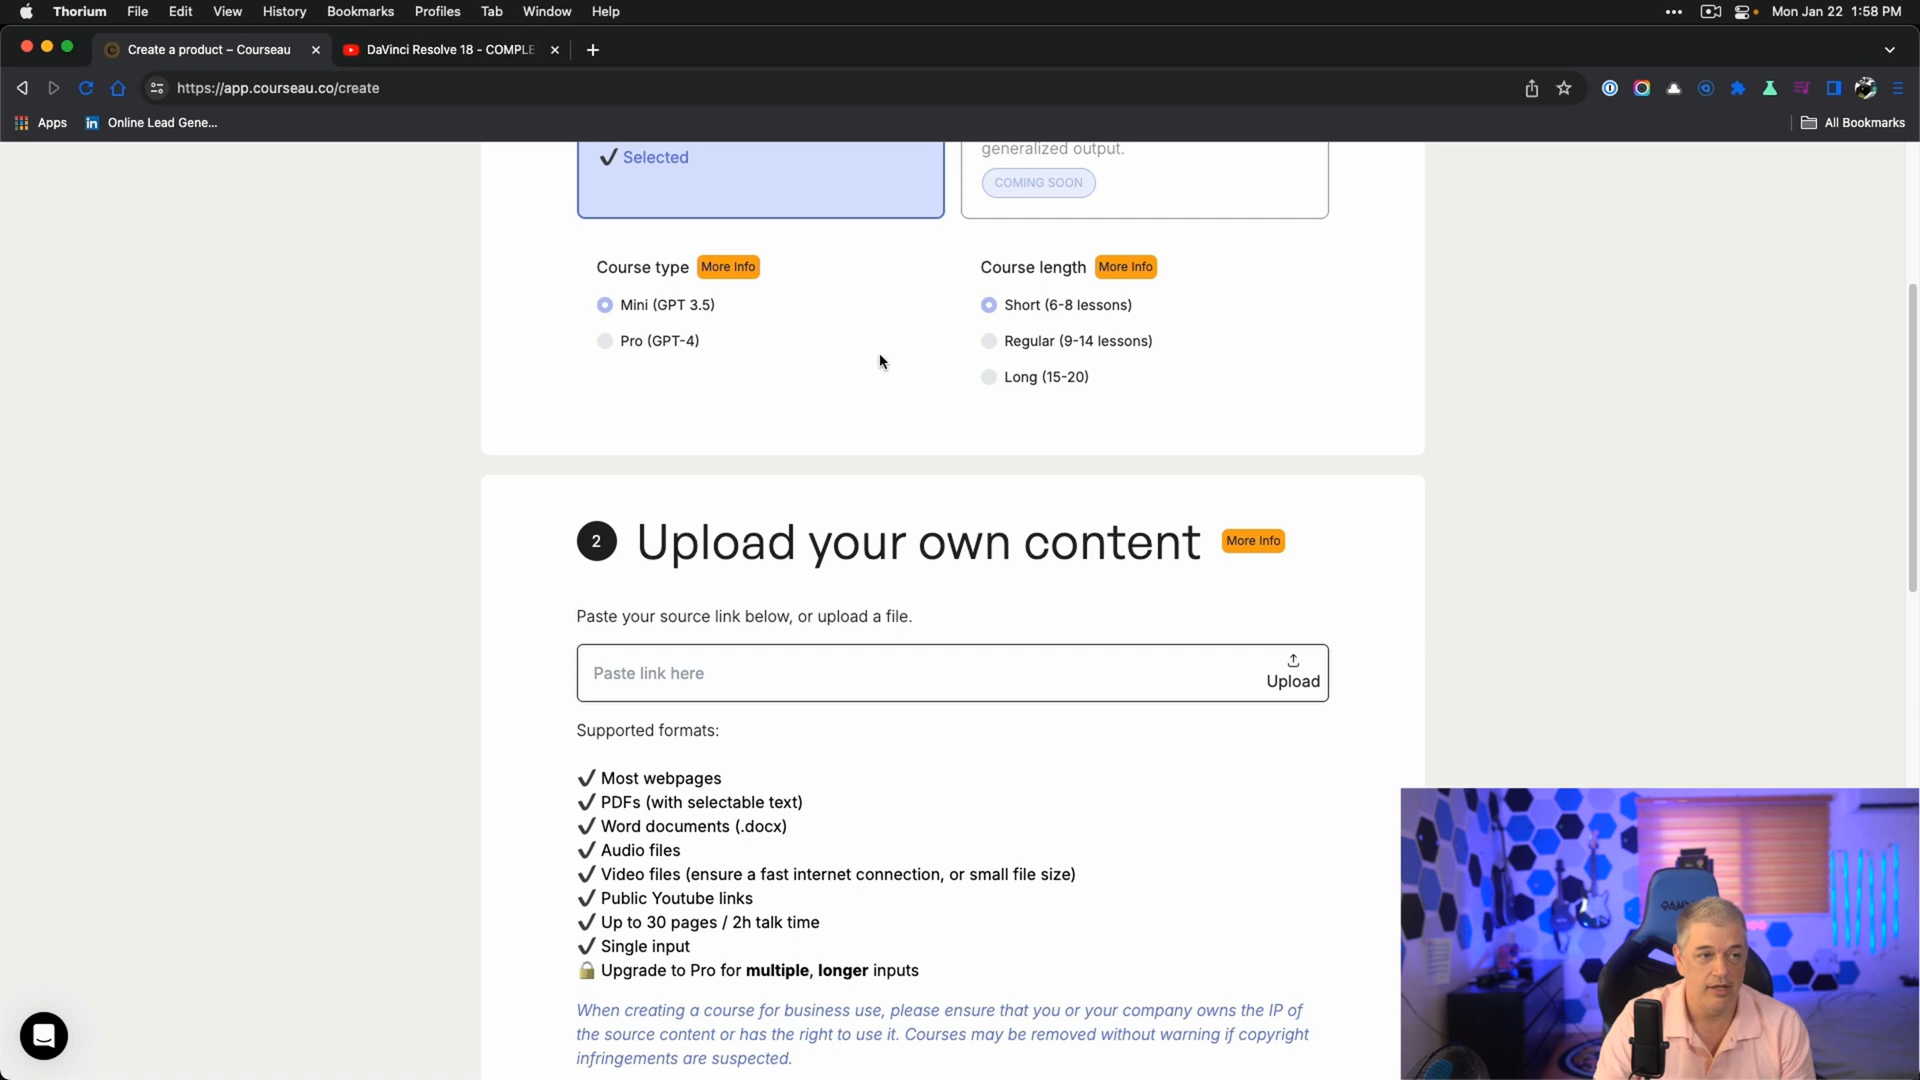 Thorium File Edit View History Bookmarks Profiles Tab Window Help
Mon Jan 22 1:58 PM
Create a product – Courseau
DaVinci Resolve 18 - COMPLE
https://app.courseau.co/create
Apps
in Online Lead Gene...
All Bookmarks
✔ Selected
generalized output.
COMING SOON
Course type More Info
Mini (GPT 3.5)
Pro (GPT-4)
Course length More Info
Short (6-8 lessons)
Regular (9-14 lessons)
Long (15-20)
2 Upload your own content More Info
Paste your source link below, or upload a file.
Paste link here
Upload
Supported formats:
✔ Most webpages
✔ PDFs (with selectable text)
✔ Word documents (.docx)
✔ Audio files
✔ Video files (ensure a fast internet connection, or small file size)
✔ Public Youtube links
✔ Up to 30 pages / 2h talk time
✔ Single input
🔒 Upgrade to Pro for multiple, longer inputs
When creating a course for business use, please ensure that you or your company owns the IP of
the source content or has the right to use it. Courses may be removed without warning if copyright
infringements are suspected.